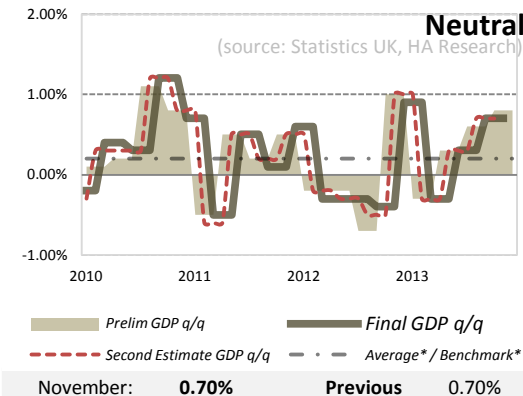 Neutral
(source: Statistics UK, HA Research)
2.00%
1.00%
0.00%
-1.00%
2010 2011 2012 2013
Prelim GDP q/q Final GDP q/q
Second Estimate GDP q/q Average* / Benchmark*
November: 0.70% Previous 0.70%